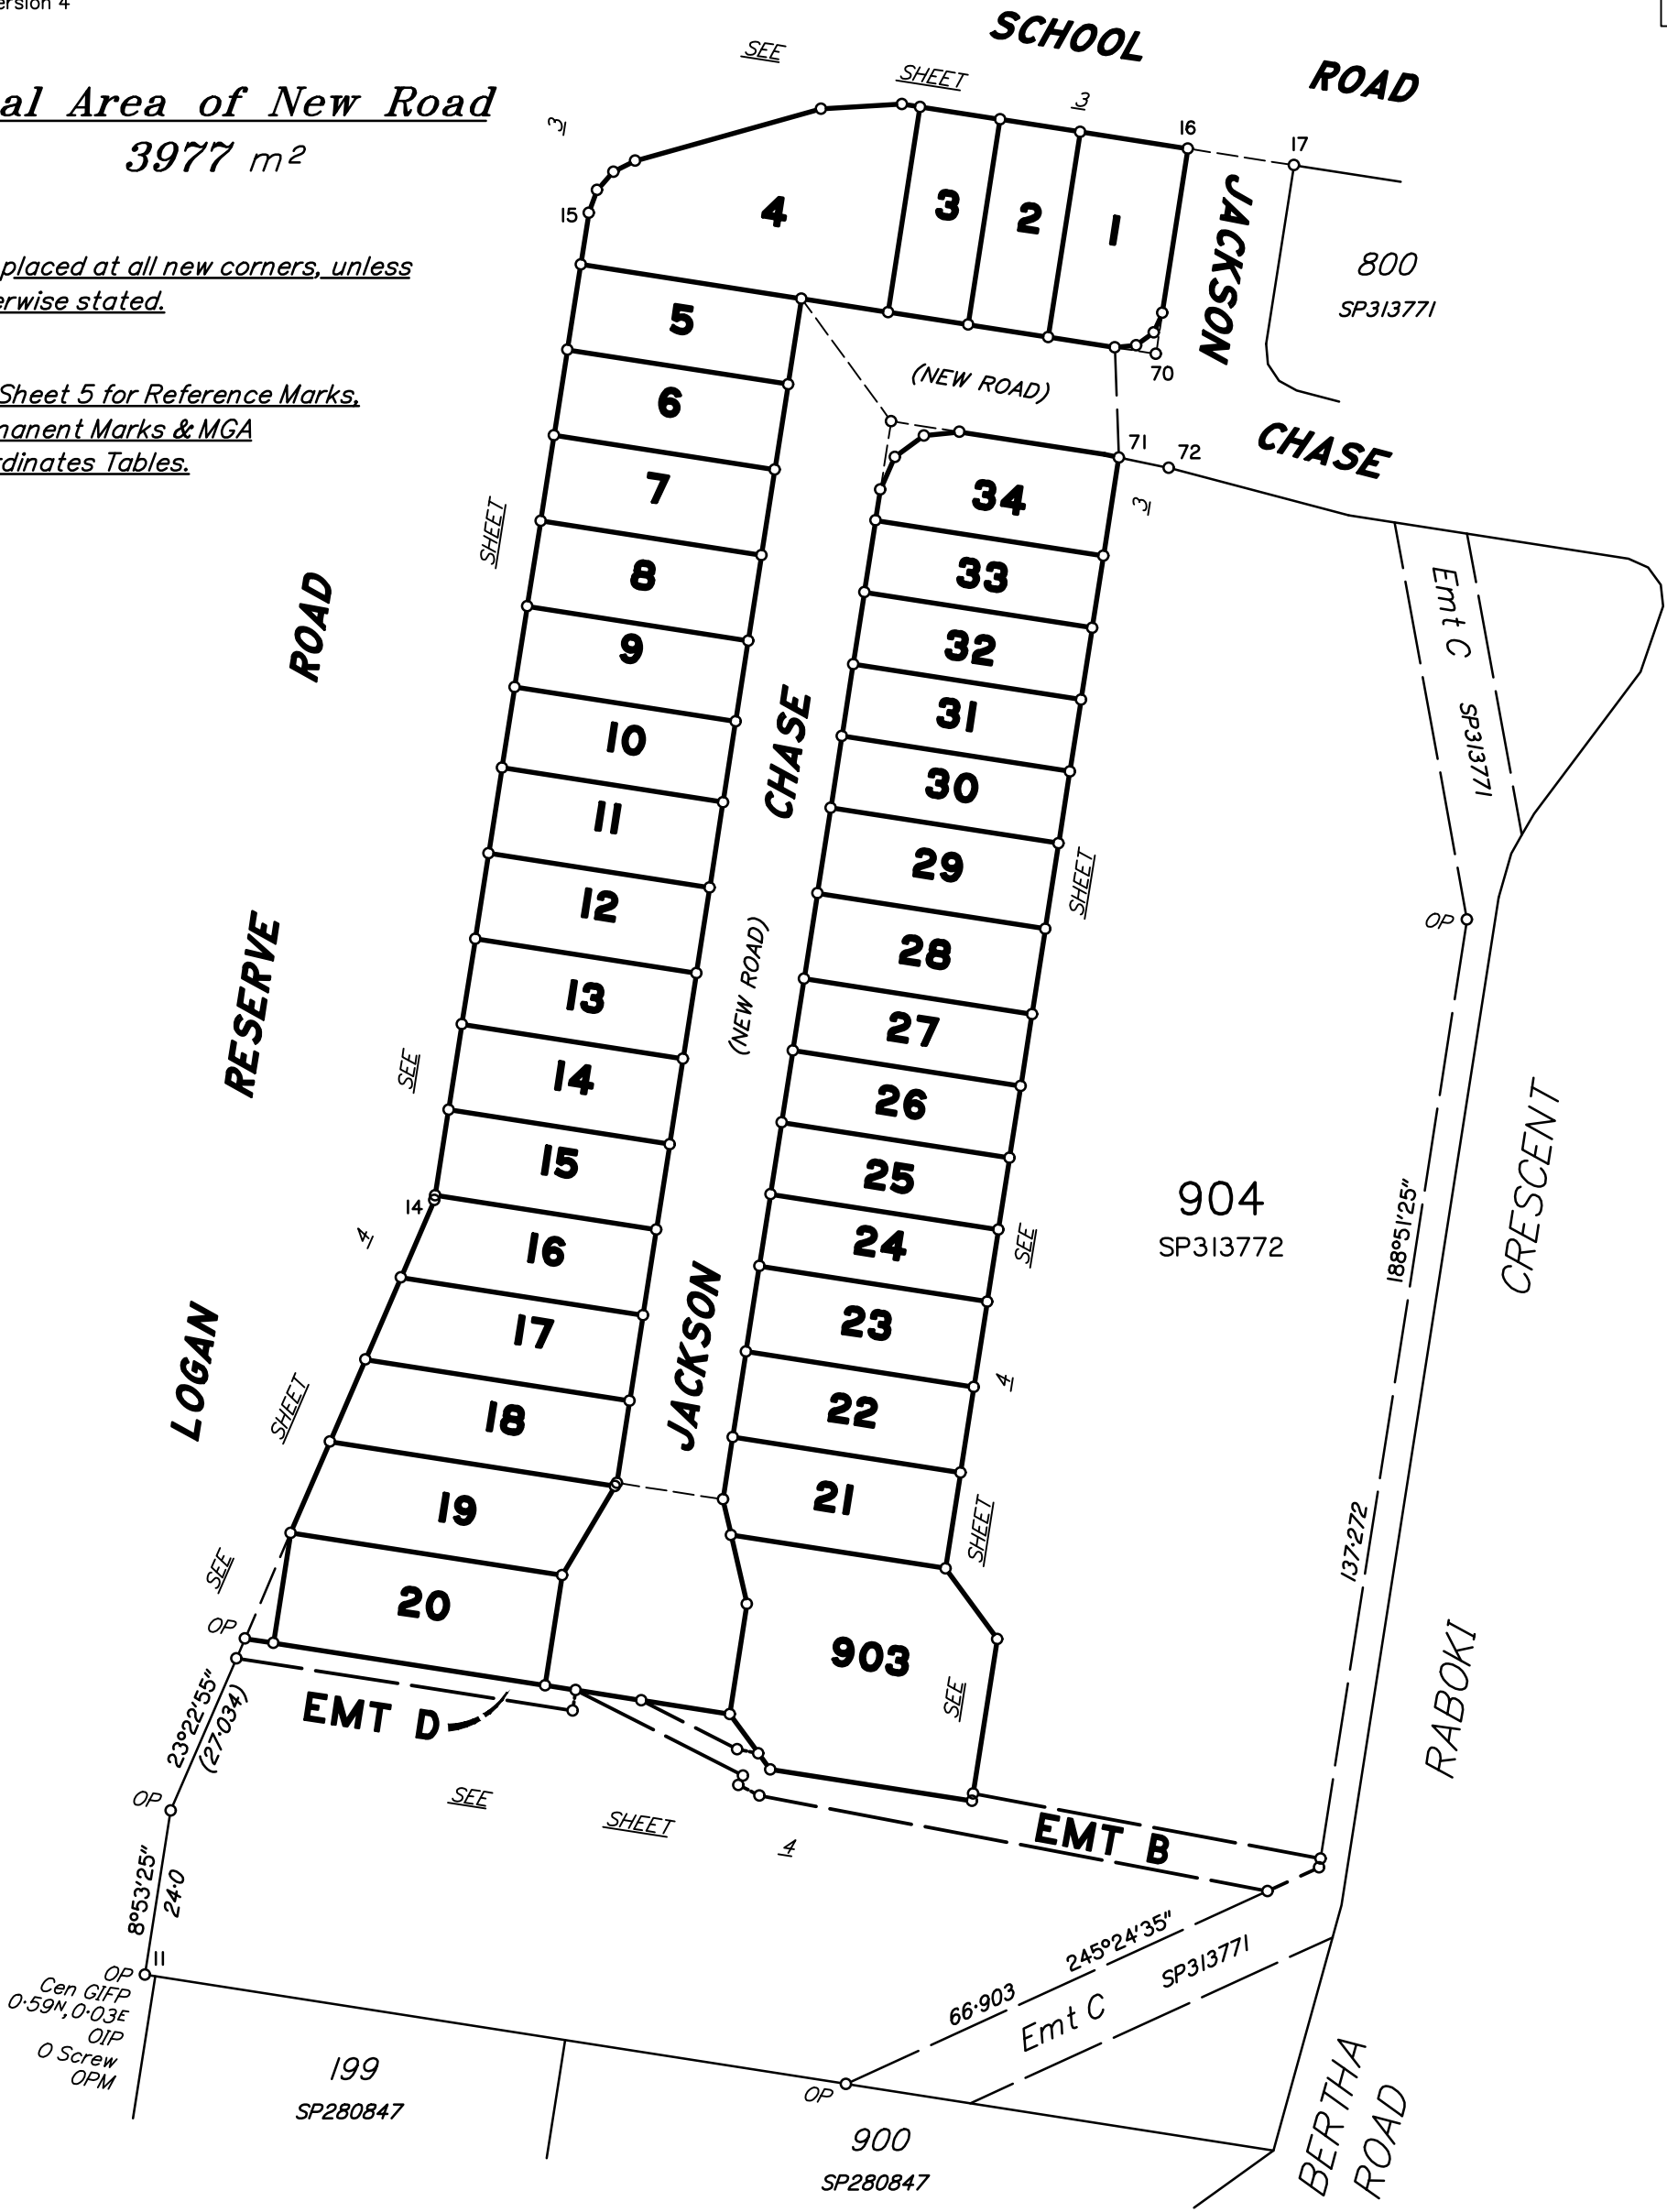 SCHOOL ROAD
al Area of New Road
3977 m²
placed at all new corners, unless
erwise stated.
Sheet 5 for Reference Marks,
manent Marks & MGA
rdinates Tables.
SEE SHEET 3
3
15
16
17
4
3
2
1
JACKSON
800
SP313771
5
6
7
8
9
10
11
12
13
14
15
16
17
18
19
20
(NEW ROAD)
70
71
72
CHASE
3
34
33
32
31
30
29
28
27
26
25
24
23
22
21
903
SHEET
SEE
14
4
SHEET
SEE
LOGAN RESERVE ROAD
JACKSON CHASE
(NEW ROAD)
SHEET
SEE
4
SHEET
SEE
Emt C
SP313771
OP
904
SP313772
188°51'25"
137·272
RABOKI CRESCENT
OP
23°22'55"
(27·034)
EMT D
OP
SEE SHEET 4
EMT B
8°53'25"
24·0
11
OP
Cen GIFP
0·59N, 0·03E
OIP
O Screw
OPM
245°24'35"
66·903
SP313771
Emt C
OP
199
SP280847
900
SP280847
BERTHA
ROAD